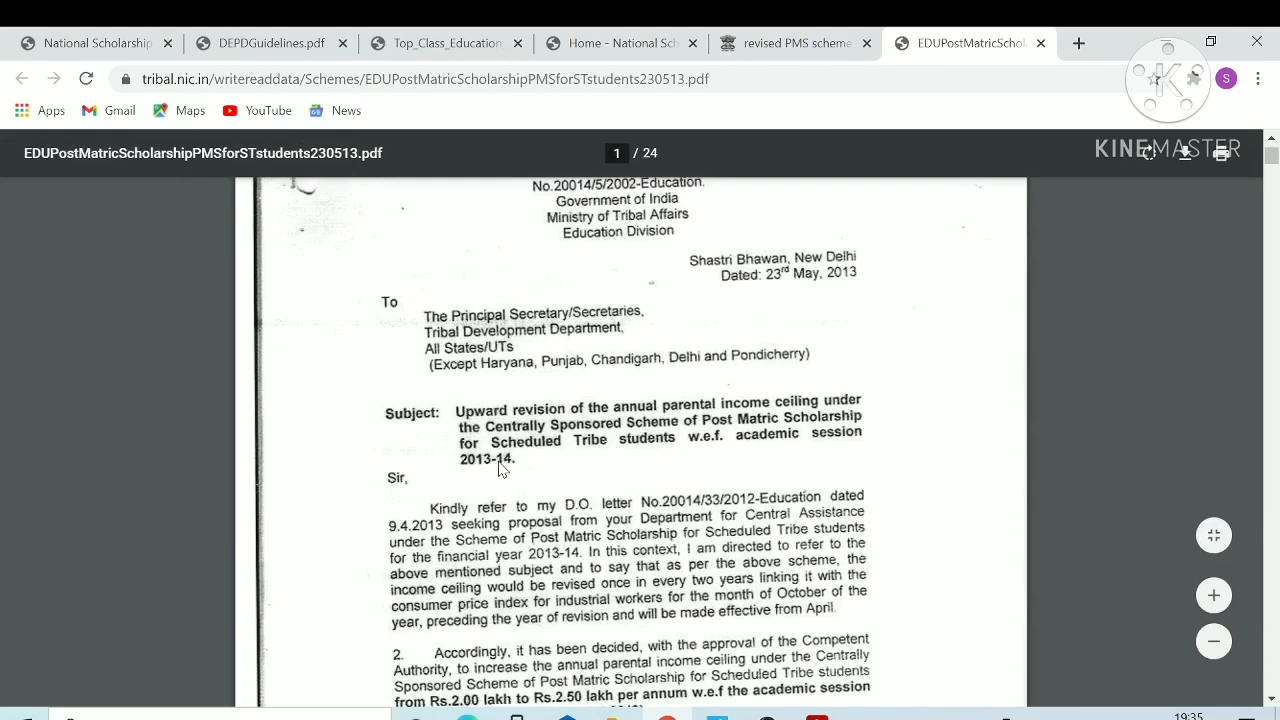 National Scholarship
DEPDGuidelines.pdf
Top_Class_Education
Home - National Sch
revised PMS scheme
EDUPostMatricSchol
tribal.nic.in/writereaddata/Schemes/EDUPostMatricScholarshipPMSforSTstudents230513.pdf
S
Apps
Gmail
Maps
YouTube
News
EDUPostMatricScholarshipPMSforSTstudents230513.pdf
1 / 24
KINEMASTER
No.20014/5/2002-Education.
Government of India
Ministry of Tribal Affairs
Education Division
Shastri Bhawan, New Delhi
Dated: 23rd May, 2013
To
The Principal Secretary/Secretaries,
Tribal Development Department,
All States/UTs
(Except Haryana, Punjab, Chandigarh, Delhi and Pondicherry)
Subject: Upward revision of the annual parental income ceiling under
the Centrally Sponsored Scheme of Post Matric Scholarship
for Scheduled Tribe students w.e.f. academic session
2013-14.
Sir,
Kindly refer to my D.O. letter No.20014/33/2012-Education dated
9.4.2013 seeking proposal from your Department for Central Assistance
under the Scheme of Post Matric Scholarship for Scheduled Tribe students
for the financial year 2013-14. In this context, I am directed to refer to the
above mentioned subject and to say that as per the above scheme, the
income ceiling would be revised once in every two years linking it with the
consumer price index for industrial workers for the month of October of the
year, preceding the year of revision and will be made effective from April.
2. Accordingly, it has been decided, with the approval of the Competent
Authority, to increase the annual parental income ceiling under the Centrally
Sponsored Scheme of Post Matric Scholarship for Scheduled Tribe students
from Rs.2.00 lakh to Rs.2.50 lakh per annum w.e.f the academic session
19:35